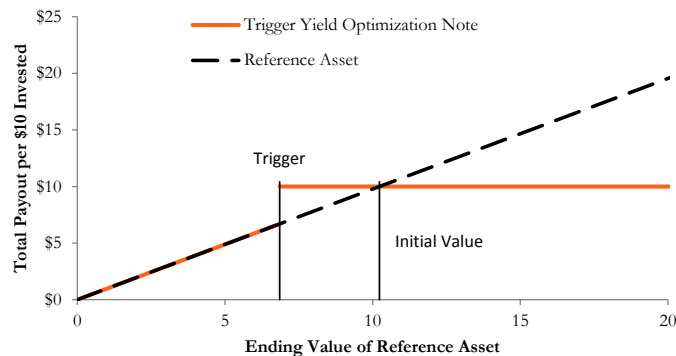 $25
Trigger Yield Optimization Note
Reference Asset
$20
$15
Trigger
$10
Initial Value
$5
$0
0 5 10 15 20
Total Payout per $10 Invested
Ending Value of Reference Asset